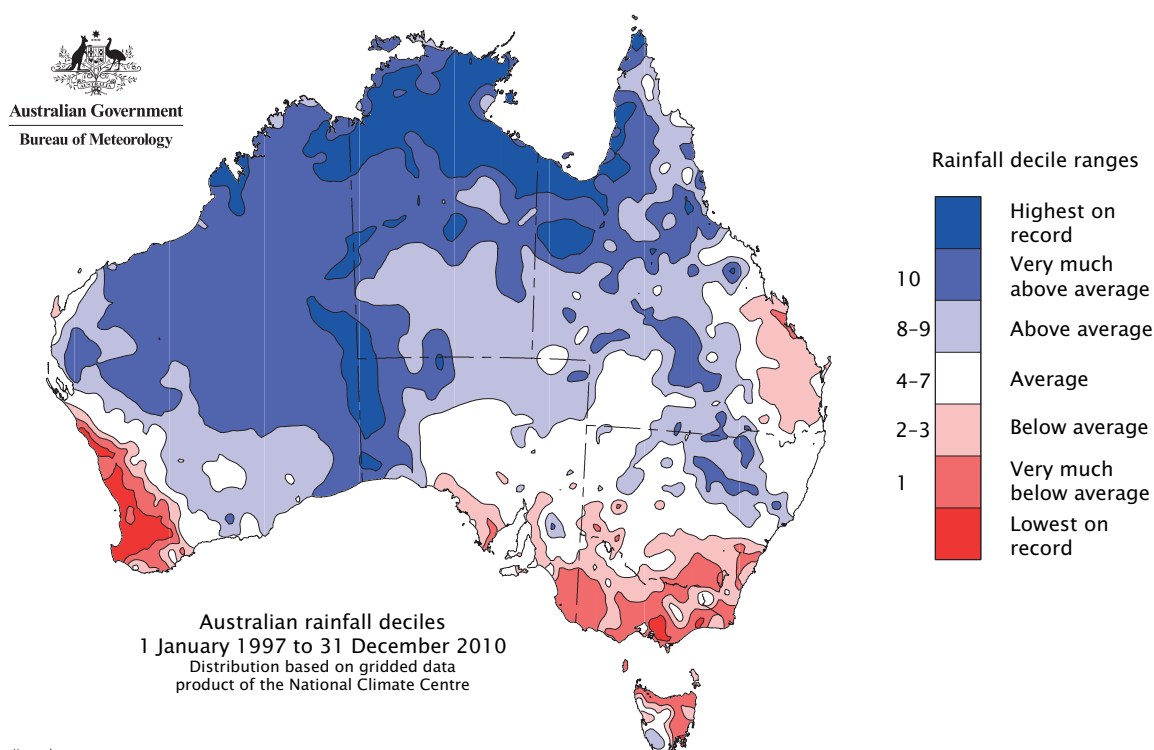 Australian Government
Bureau of Meteorology
Rainfall decile ranges
Highest on
record
10
Very much
above average
8–9
Above average
4–7
Average
2–3
Below average
1
Very much
below average
Lowest on
record
Australian rainfall deciles
1 January 1997 to 31 December 2010
Distribution based on gridded data
product of the National Climate Centre